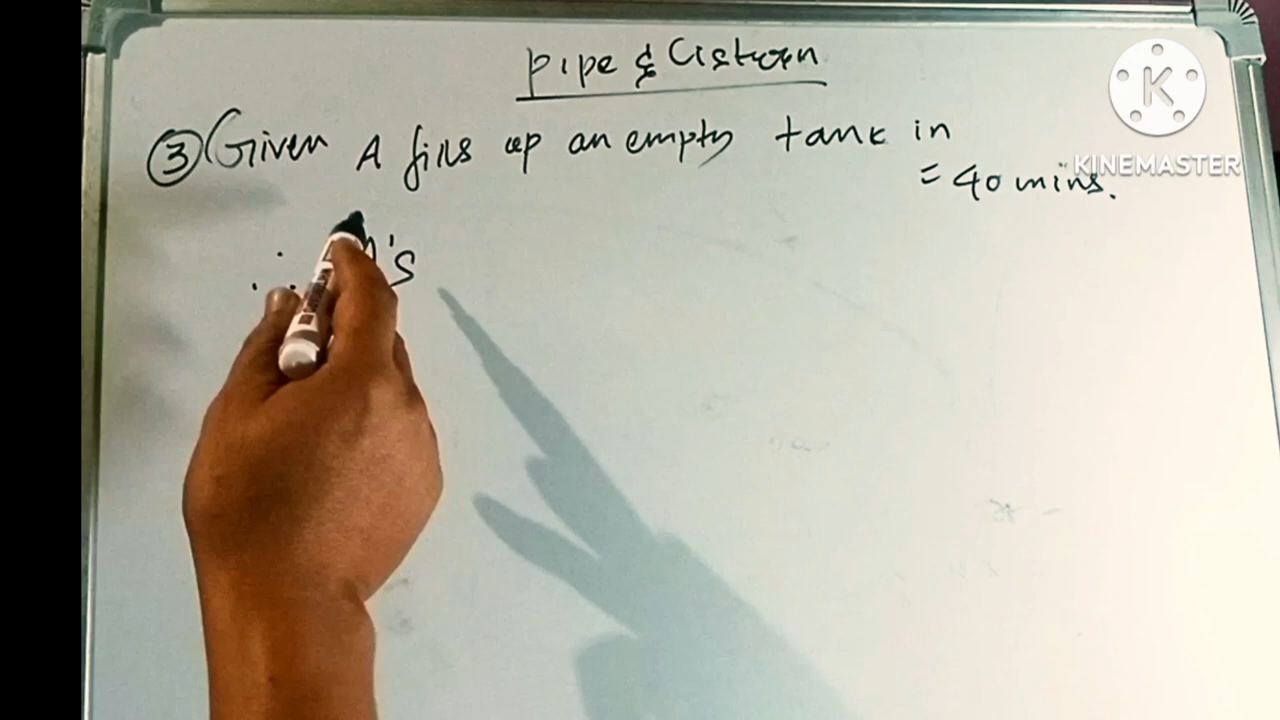 Pipe & Cistern
③ Given A fills up an empty tank in
= 40 mins.
∴ A's
K
KINEMASTER